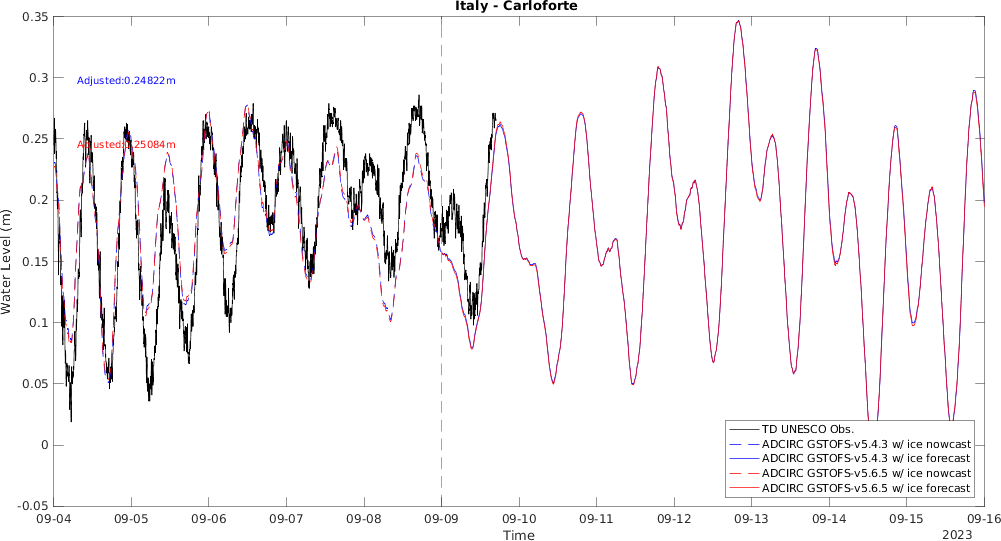 Italy - Carloforte
0.35
0.3
0.25
0.2
0.15
0.1
0.05
0
-0.05
Water Level (m)
Adjusted:0.24822m
Adjusted:0.25084m
TD UNESCO Obs.
ADCIRC GSTOFS-v5.4.3 w/ ice nowcast
ADCIRC GSTOFS-v5.4.3 w/ ice forecast
ADCIRC GSTOFS-v5.6.5 w/ ice nowcast
ADCIRC GSTOFS-v5.6.5 w/ ice forecast
09-04 09-05 09-06 09-07 09-08 09-09 09-10 09-11 09-12 09-13 09-14 09-15 09-16
Time
2023